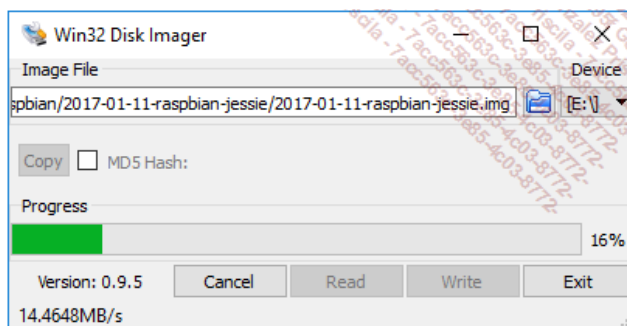 Win32 Disk Imager
Image File
Device
spbian/2017-01-11-raspbian-jessie/2017-01-11-raspbian-jessie.img
[E:\]
Copy
MD5 Hash:
Progress
16%
Version: 0.9.5
Cancel
Read
Write
Exit
14.4648MB/s